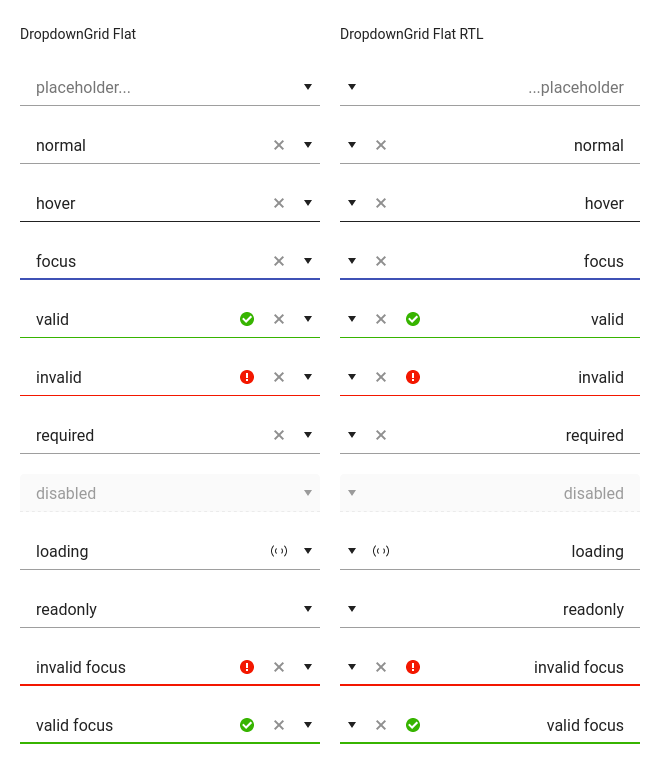 DropdownGrid Flat
DropdownGrid Flat RTL
placeholder...
...placeholder
normal
normal
hover
hover
focus
focus
valid
valid
invalid
invalid
required
required
disabled
disabled
loading
loading
readonly
readonly
invalid focus
invalid focus
valid focus
valid focus